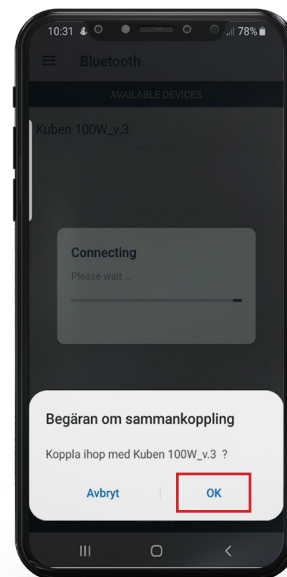 10:31 78%
Bluetooth
AVAILABLE DEVICES
Kuben 100W_v.3
Connecting
Please wait ...
Begäran om sammankoppling
Koppla ihop med Kuben 100W_v.3 ?
Avbryt OK